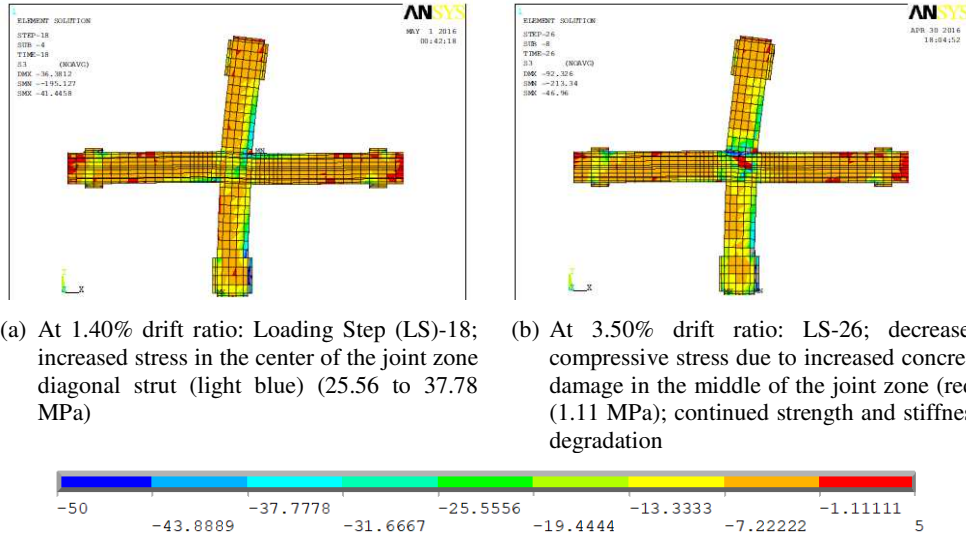 1
ELEMENT SOLUTION
STEP=18
SUB =4
TIME=18
S3 (NOAVG)
DMX =36.3812
SMN =-195.127
SMX =41.4458
ANSYS
MAY 1 2016
00:42:18
MN
Z
X
1
ELEMENT SOLUTION
STEP=26
SUB =8
TIME=26
S3 (NOAVG)
DMX =92.326
SMN =-213.34
SMX =46.96
ANSYS
APR 30 2016
18:04:52
Z
X
(a) At 1.40% drift ratio: Loading Step (LS)-18;
increased stress in the center of the joint zone
diagonal strut (light blue) (25.56 to 37.78
MPa)
(b) At 3.50% drift ratio: LS-26; decrease
compressive stress due to increased concre
damage in the middle of the joint zone (red
(1.11 MPa); continued strength and stiffnes
degradation
-50 -37.7778 -25.5556 -13.3333 -1.11111
-43.8889 -31.6667 -19.4444 -7.22222 5